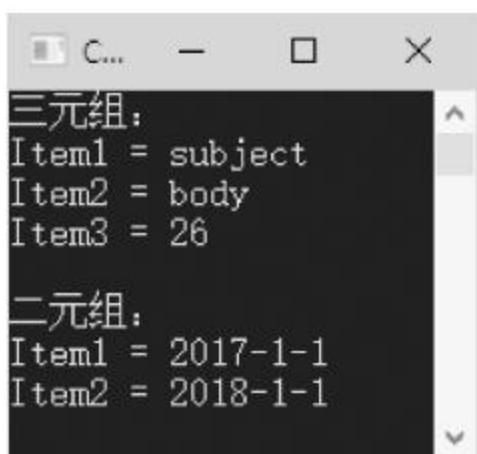 C...
三元组：
Item1 = subject
Item2 = body
Item3 = 26
二元组：
Item1 = 2017-1-1
Item2 = 2018-1-1